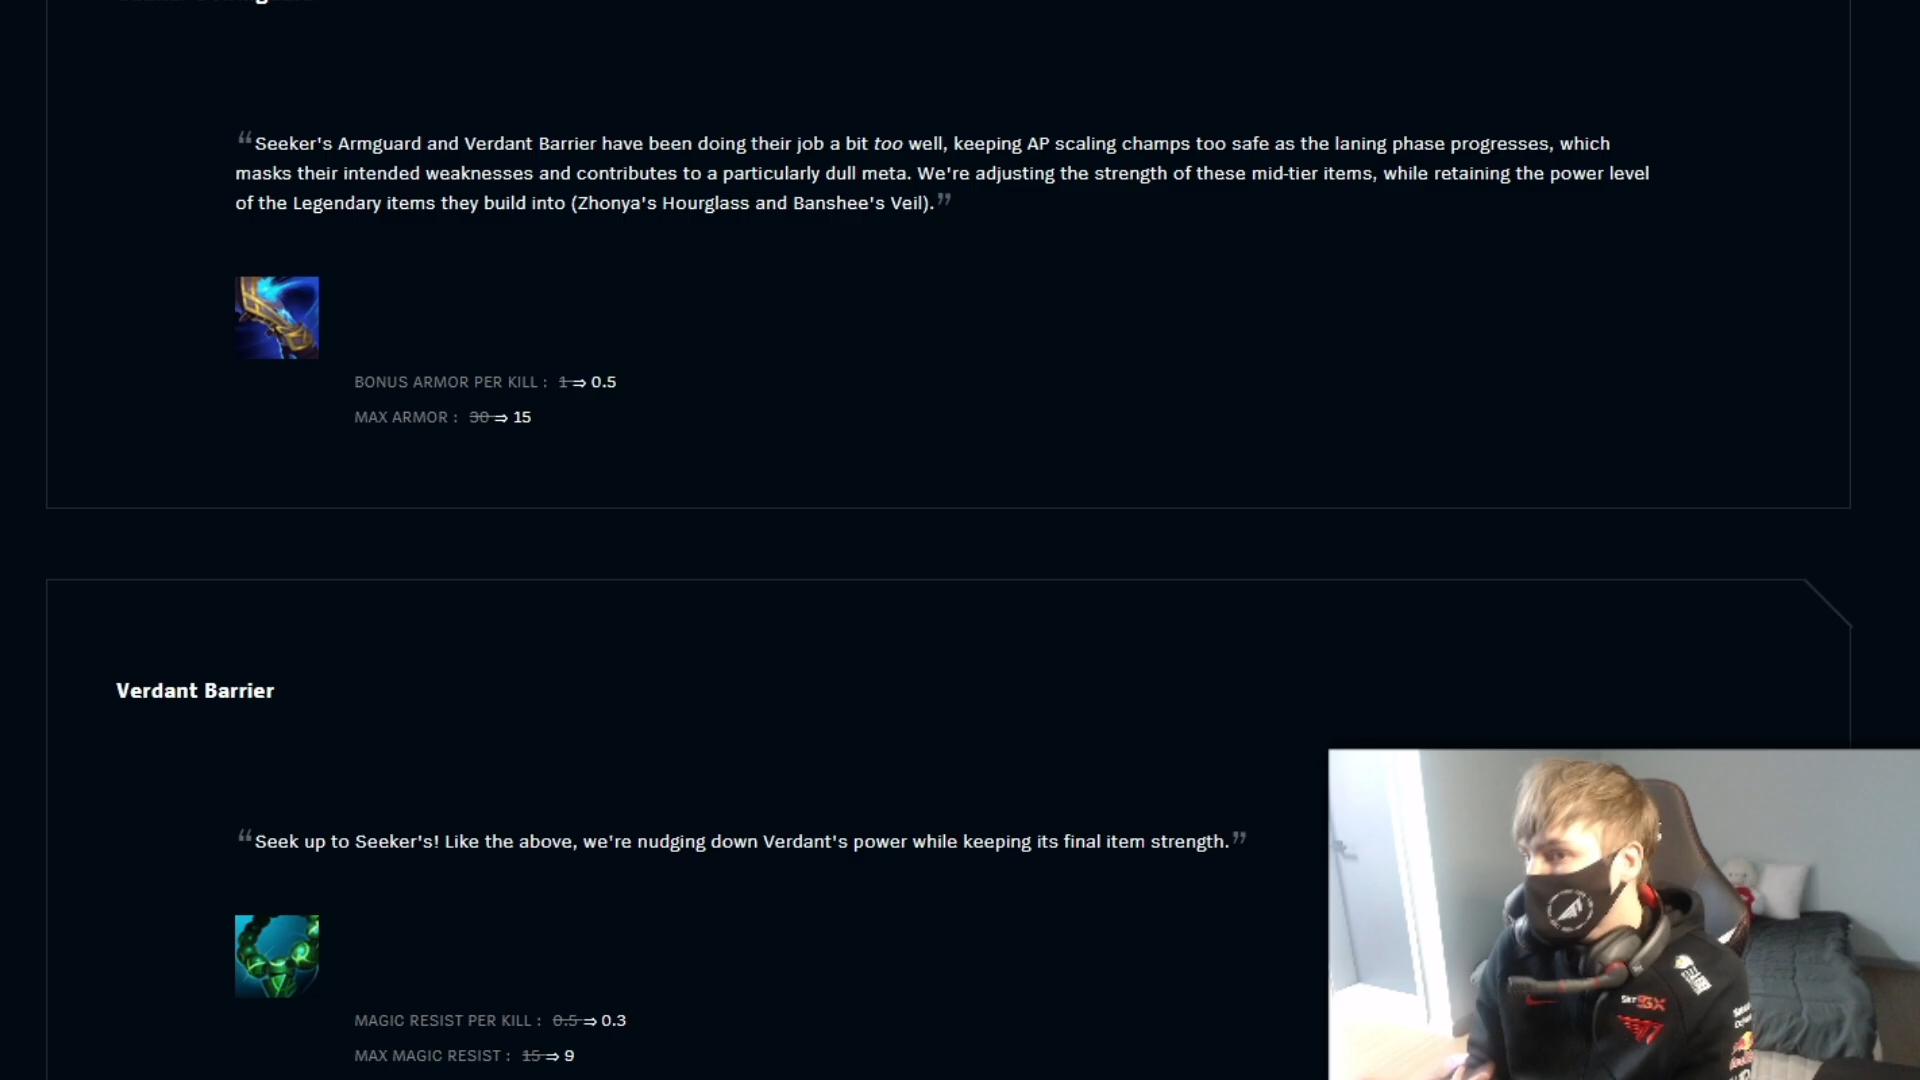 “Seeker's Armguard and Verdant Barrier have been doing their job a bit too well, keeping AP scaling champs too safe as the laning phase progresses, which
masks their intended weaknesses and contributes to a particularly dull meta. We're adjusting the strength of these mid-tier items, while retaining the power level
of the Legendary items they build into (Zhonya's Hourglass and Banshee's Veil).”
BONUS ARMOR PER KILL : 1 ⇒ 0.5
MAX ARMOR : 30 ⇒ 15
Verdant Barrier
“Seek up to Seeker's! Like the above, we're nudging down Verdant's power while keeping its final item strength.”
MAGIC RESIST PER KILL : 0.5 ⇒ 0.3
MAX MAGIC RESIST : 15 ⇒ 9